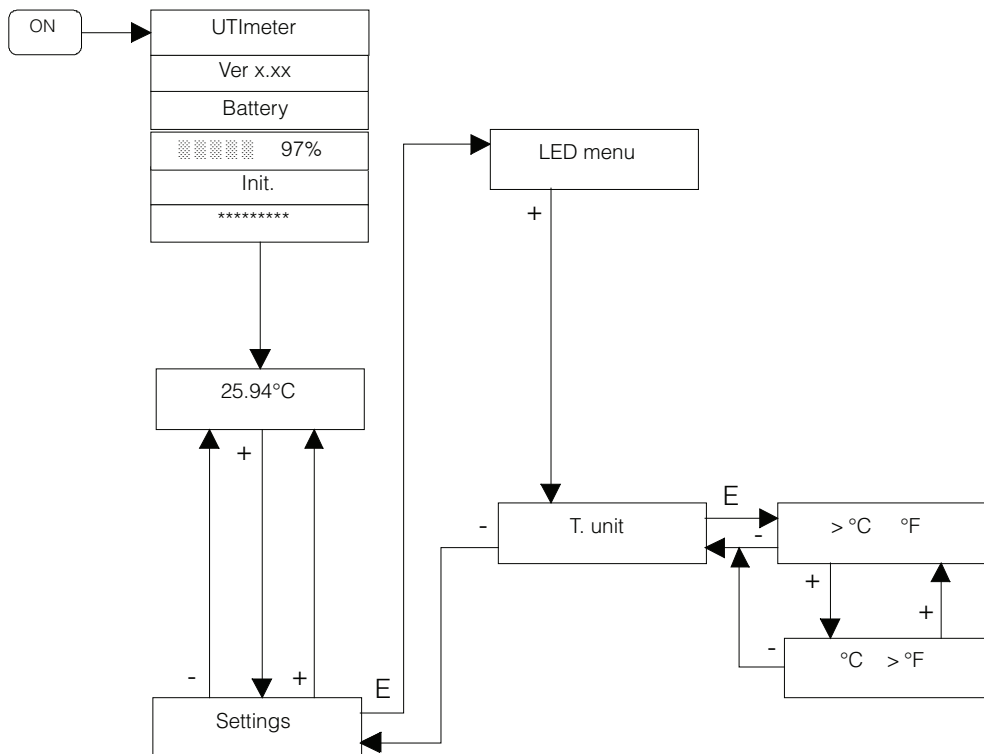 ON
UTImeter
Ver x.xx
Battery
97%
Init.
*********
LED menu
+
25.94°C
+
T. unit
E
-
-
> °C °F
+
+
-
°C > °F
-
+
E
Settings